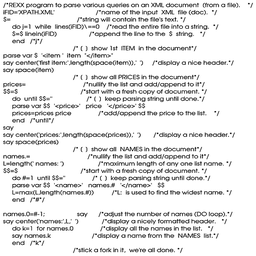 /*REXX program to parse various queries on an XML document (from a file). */
iFID='XPATH.XML' /*name of the input XML file (doc). */
$= /*string will contain the file's text. */
do j=1 while lines(iFID)\==0 /*read the entire file into a string. */
$=$ linein(iFID) /*append the line to the $ string. */
end /*j*/
/* [ ] show 1st ITEM in the document*/
parse var $ '<item ' item "</item>"
say center('first item:',length(space(item)),' ') /*display a nice header.*/
say space(item)
/* [ ] show all PRICES in the document*/
prices= /*nullify the list and add/append to it*/
$$=$ /*start with a fresh copy of document. */
do until $$='' /* [ ] keep parsing string until done.*/
parse var $$ '<price>' price '</price>' $$
prices=prices price /*add/append the price to the list. */
end /*until*/
say
say center('prices:',length(space(prices)),' ') /*display a nice header.*/
say space(prices)
/* [ ] show all NAMES in the document*/
names.= /*nullify the list and add/append to it*/
L=length(' names: ') /*maximum length of any one list name. */
$$=$ /*start with a fresh copy of document. */
do #=1 until $$='' /* [ ] keep parsing string until done.*/
parse var $$ '<name>' names.# '</name>' $$
L=max(L,length(names.#)) /*L: is used to find the widest name. */
end /*#*/
names.0=#-1; say /*adjust the number of names (DO loop).*/
say center('names:',L,' ') /*display a nicely formatted header. */
do k=1 for names.0 /*display all the names in the list. */
say names.k /*display a name from the NAMES list.*/
end /*k*/
/*stick a fork in it, we're all done. */